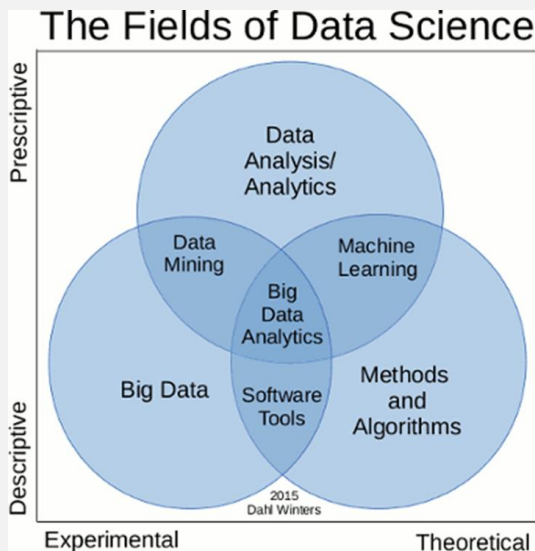 The Fields of Data Science
Prescriptive
Data
Analysis/
Analytics
Data
Mining
Machine
Learning
Big
Data
Analytics
Big Data
Software
Tools
Methods
and
Algorithms
Descriptive
2015
Dahl Winters
Experimental
Theoretical